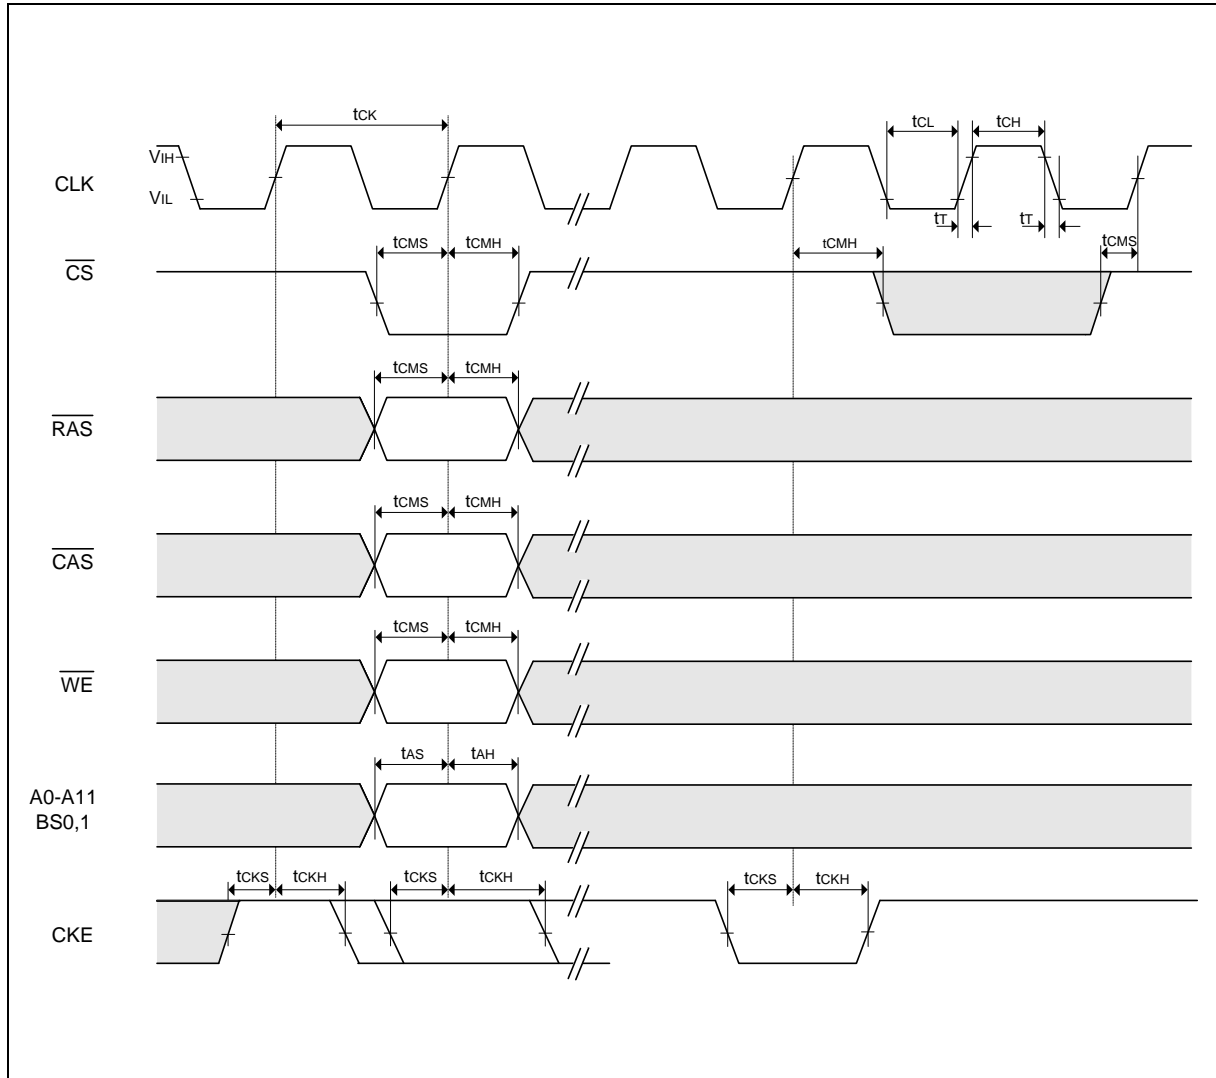 tCK
tCL
tCH
VIH
CLK
VIL
tT
tT
tCMS
tCMH
tCMH
tCMS
CS
tCMS
tCMH
RAS
tCMS
tCMH
CAS
tCMS
tCMH
WE
tAS
tAH
A0-A11
BS0,1
tCKS
tCKH
tCKS
tCKH
tCKS
tCKH
CKE